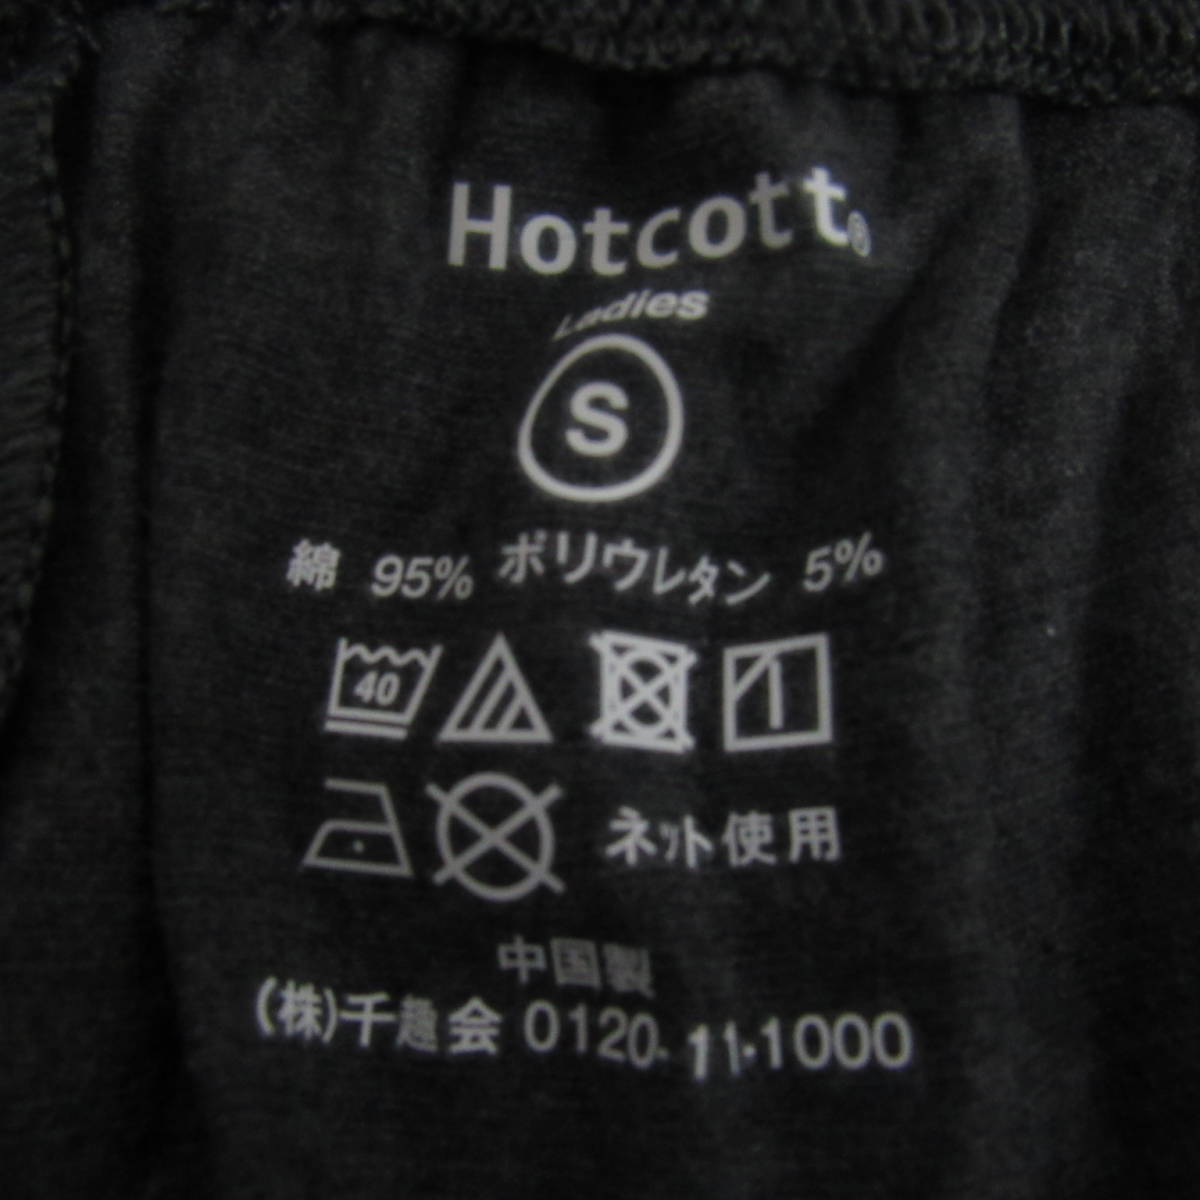 Hotcott®
Ladies
S
綿 95% ポリウレタン 5%
40
ネット使用
中国製
(株)千趣会 0120-11-1000